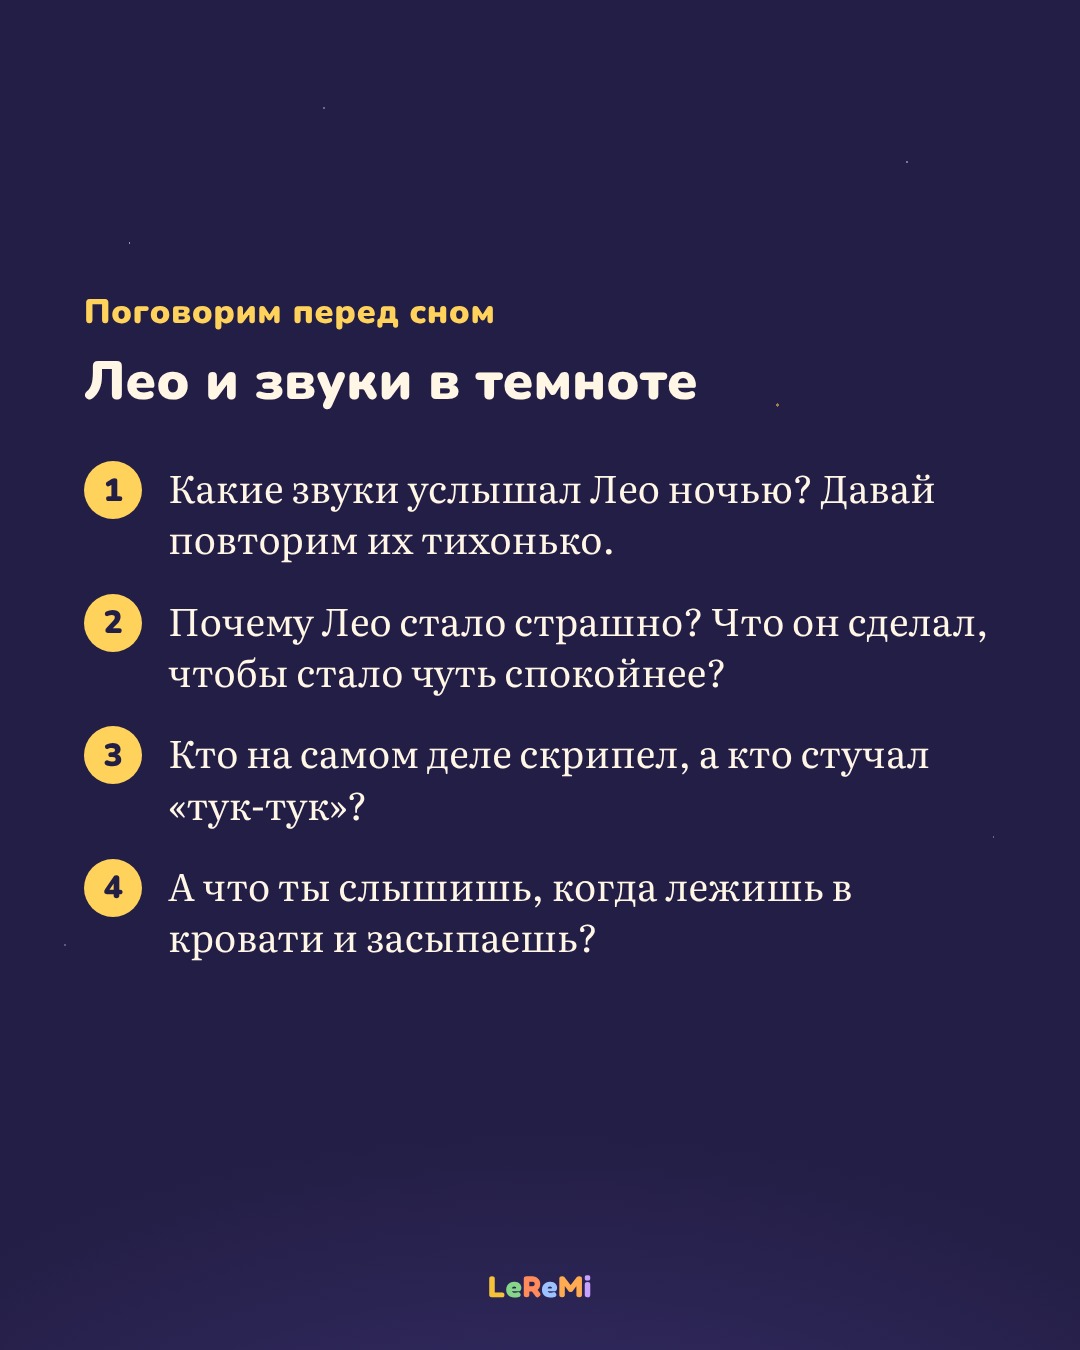 Поговорим перед сном
Лео и звуки в темноте
1 Какие звуки услышал Лео ночью? Давай
повторим их тихонько.
2 Почему Лео стало страшно? Что он сделал,
чтобы стало чуть спокойнее?
3 Кто на самом деле скрипел, а кто стучал
«тук-тук»?
4 А что ты слышишь, когда лежишь в
кровати и засыпаешь?
LeReMi